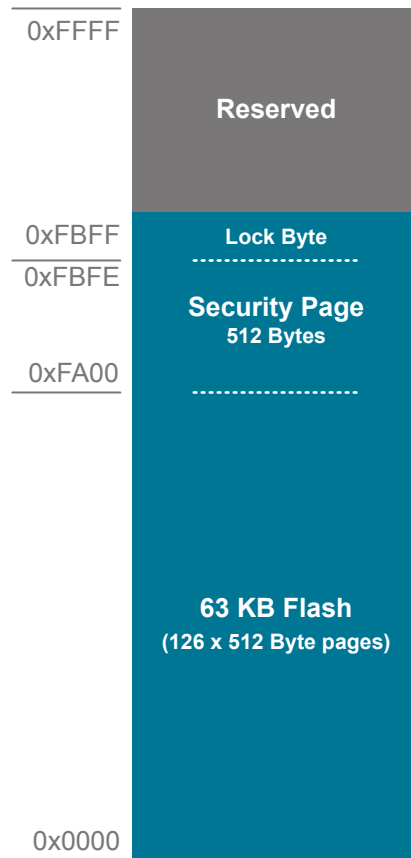 0xFFFF
Reserved
0xFBFF
Lock Byte
0xFBFE
Security Page
512 Bytes
0xFA00
63 KB Flash
(126 x 512 Byte pages)
0x0000